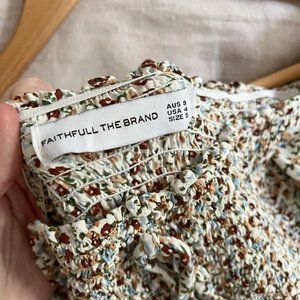 FAITHFULL THE BRAND
AUS 8
USA 4
SIZE S